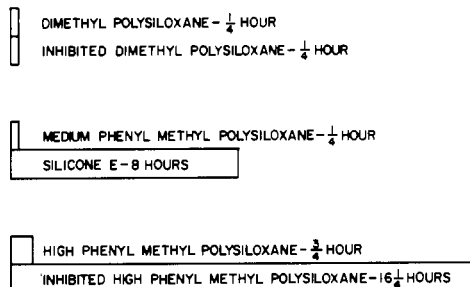 DIMETHYL POLYSILOXANE-1/4 HOUR
INHIBITED DIMETHYL POLYSILOXANE-1/4 HOUR
MEDIUM PHENYL METHYL POLYSILOXANE-1/4 HOUR
SILICONE E-8 HOURS
HIGH PHENYL METHYL POLYSILOXANE-3/4 HOUR
INHIBITED HIGH PHENYL METHYL POLYSILOXANE-16 1/4 HOURS